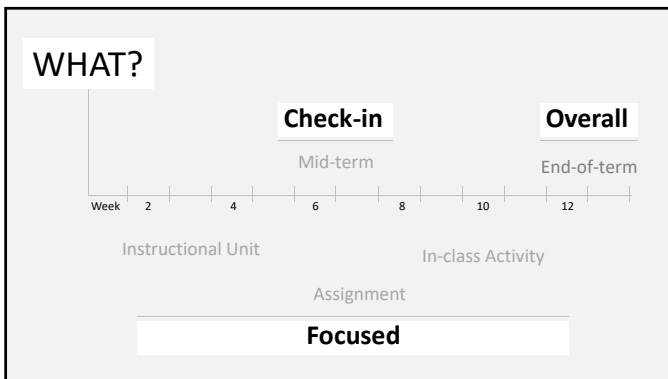 WHAT?
Check-in Overall
Mid-term End-of-term
Week 2 4 6 8 10 12
Instructional Unit In-class Activity
Assignment
Focused